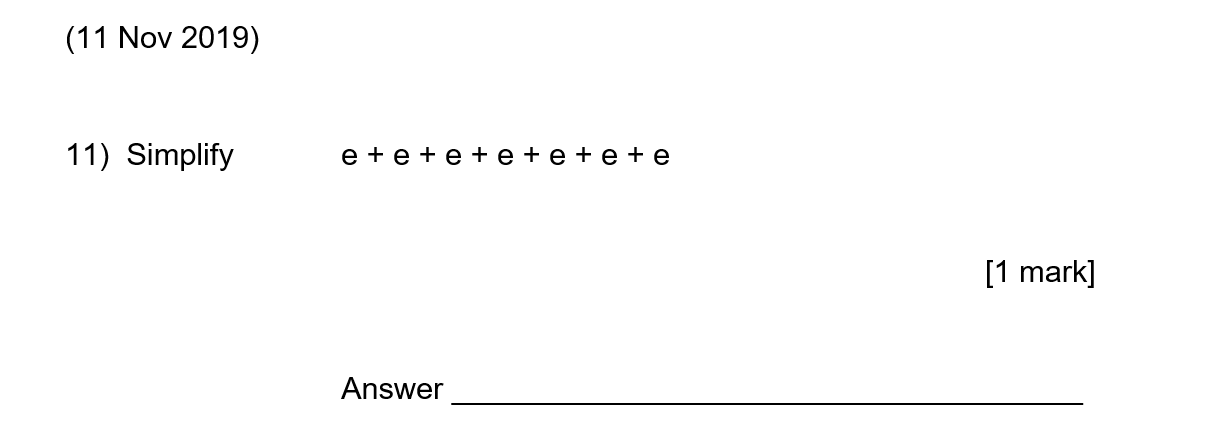 (11 Nov 2019)
11) Simplify e + e + e + e + e + e + e
[1 mark]
Answer